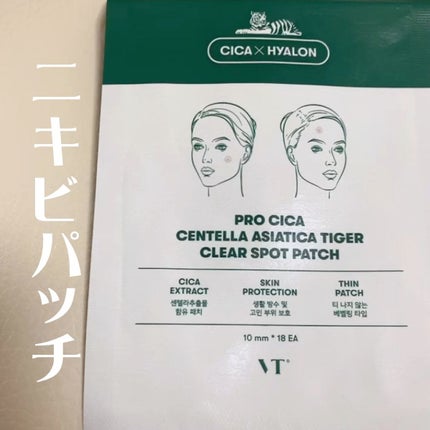 ニキビパッチ
CICA×HYALON
PRO CICA
CENTELLA ASIATICA TIGER
CLEAR SPOT PATCH
CICA
EXTRACT
센텔라추출물
함유 패치
SKIN
PROTECTION
생활 방수 및
고민 부위 보호
THIN
PATCH
티 나지 않는
베벨링 타입
10 mm * 18 EA
VT